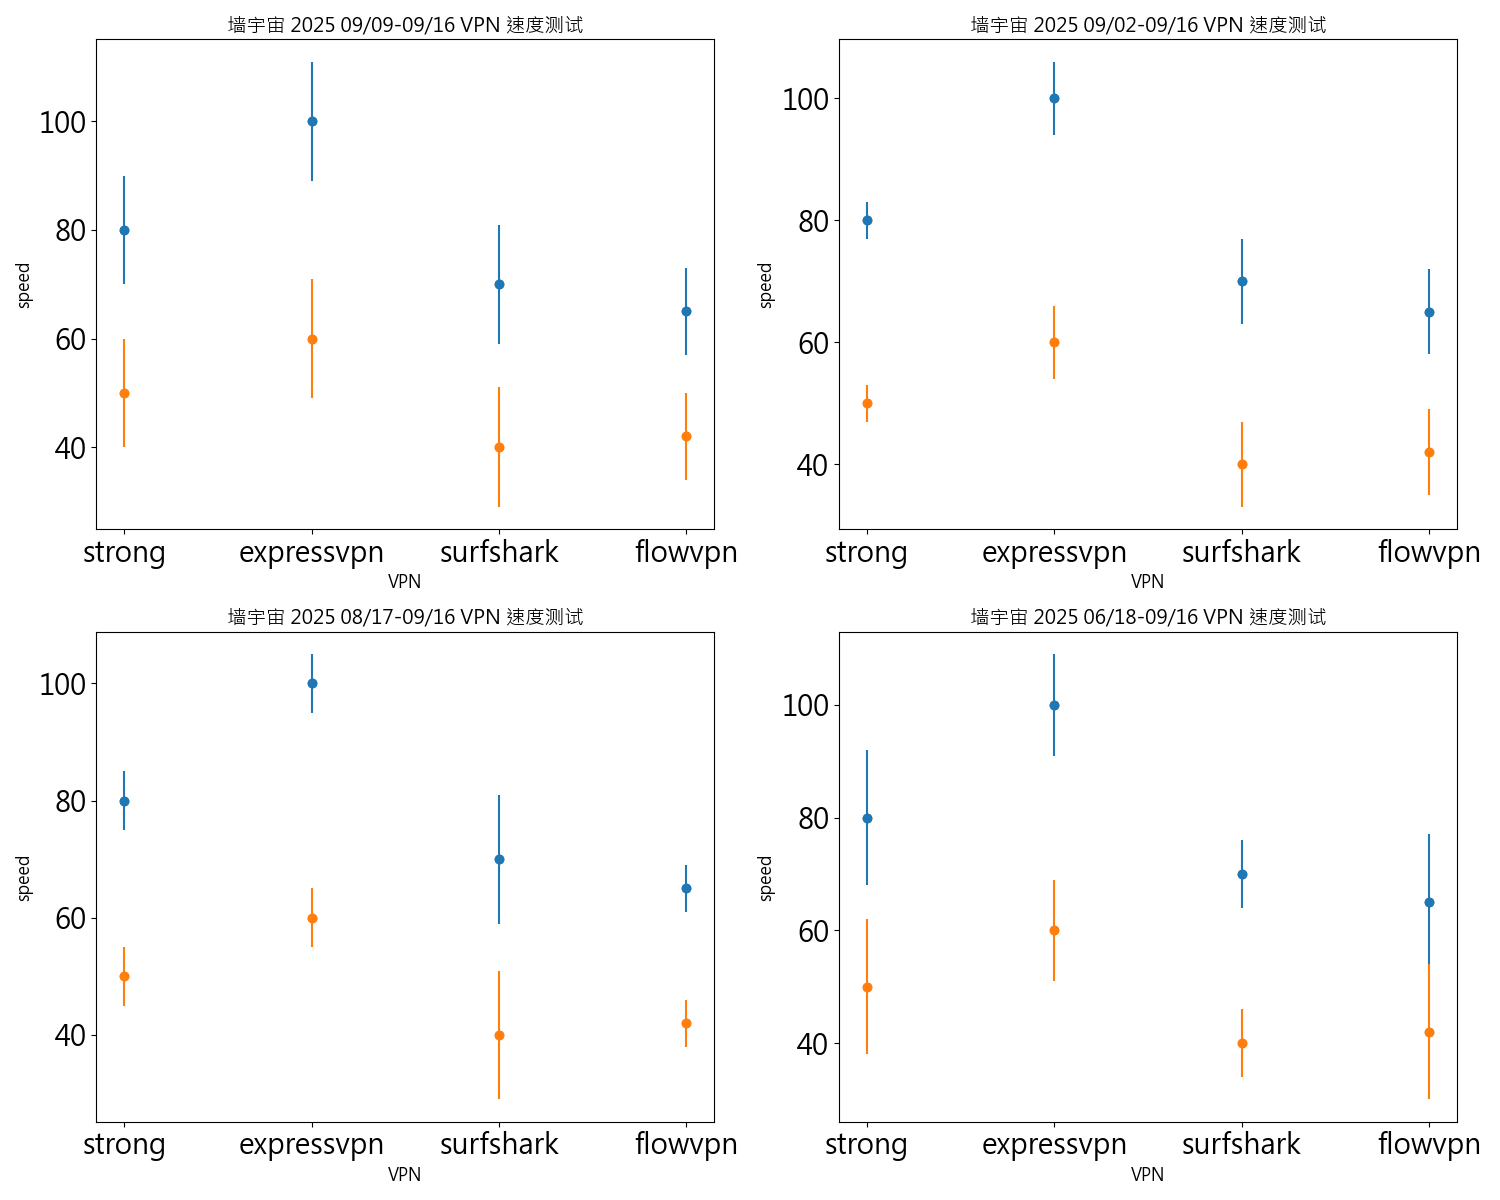 墙宇宙 2025 09/09-09/16 VPN 速度测试
100
80
60
40
speed
strong expressvpn surfshark flowvpn
VPN
墙宇宙 2025 09/02-09/16 VPN 速度测试
100
80
60
40
speed
strong expressvpn surfshark flowvpn
VPN
墙宇宙 2025 08/17-09/16 VPN 速度测试
100
80
60
40
speed
strong expressvpn surfshark flowvpn
VPN
墙宇宙 2025 06/18-09/16 VPN 速度测试
100
80
60
40
speed
strong expressvpn surfshark flowvpn
VPN